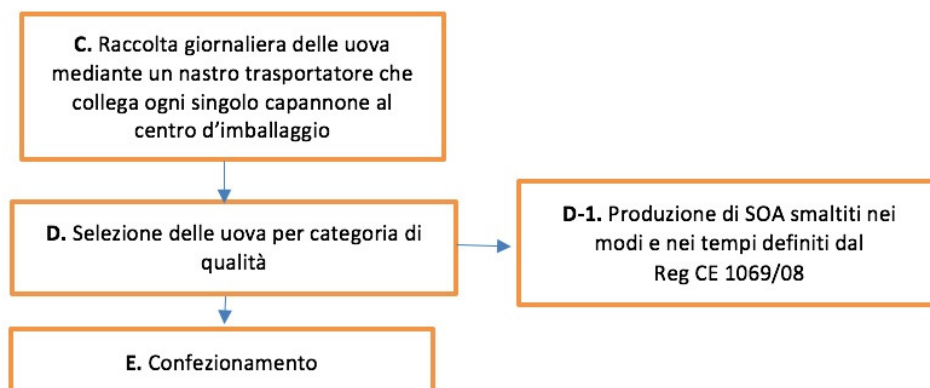 C. Raccolta giornaliera delle uova
mediante un nastro trasportatore che
collega ogni singolo capannone al
centro d'imballaggio
D. Selezione delle uova per categoria di
qualità
D-1. Produzione di SOA smaltiti nei
modi e nei tempi definiti dal
Reg CE 1069/08
E. Confezionamento